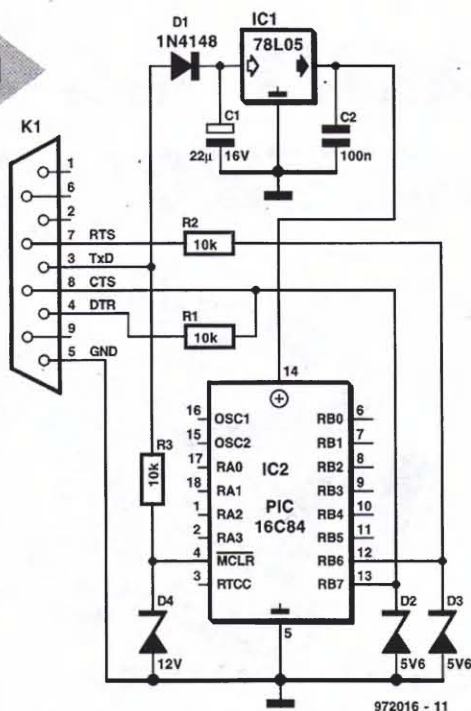 D1
1N4148
IC1
78L05
C1
22µ
16V
C2
100n
K1
1
6
2
7 RTS
3 TxD
8 CTS
4 DTR
9
5 GND
R2
10k
R1
10k
R3
10k
14
16 OSC1
15 OSC2
17 RA0
18 RA1
1 RA2
2 RA3
4 MCLR
3 RTCC
IC2
PIC
16C84
RB0 6
RB1 7
RB2 8
RB3 9
RB4 10
RB5 11
RB6 12
RB7 13
5
D4
12V
D2
5V6
D3
5V6
972016 - 11